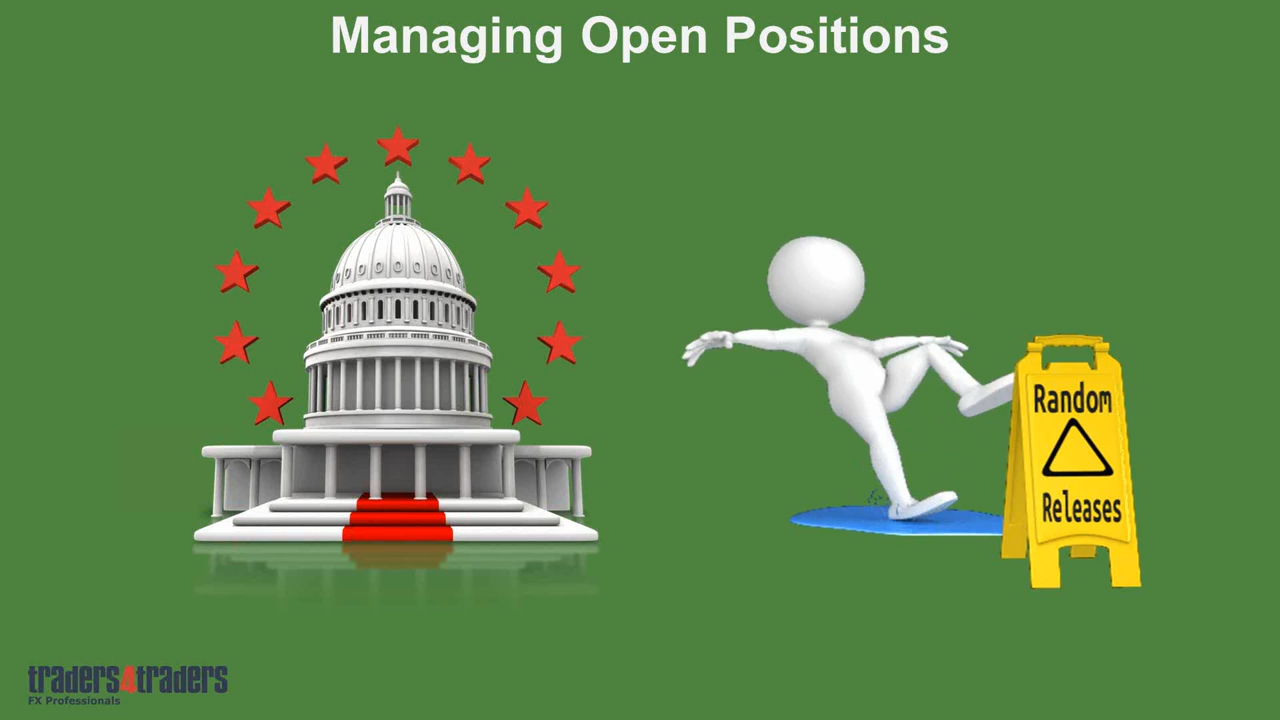 Managing Open Positions
Random
Releases
traders4traders
FX Professionals